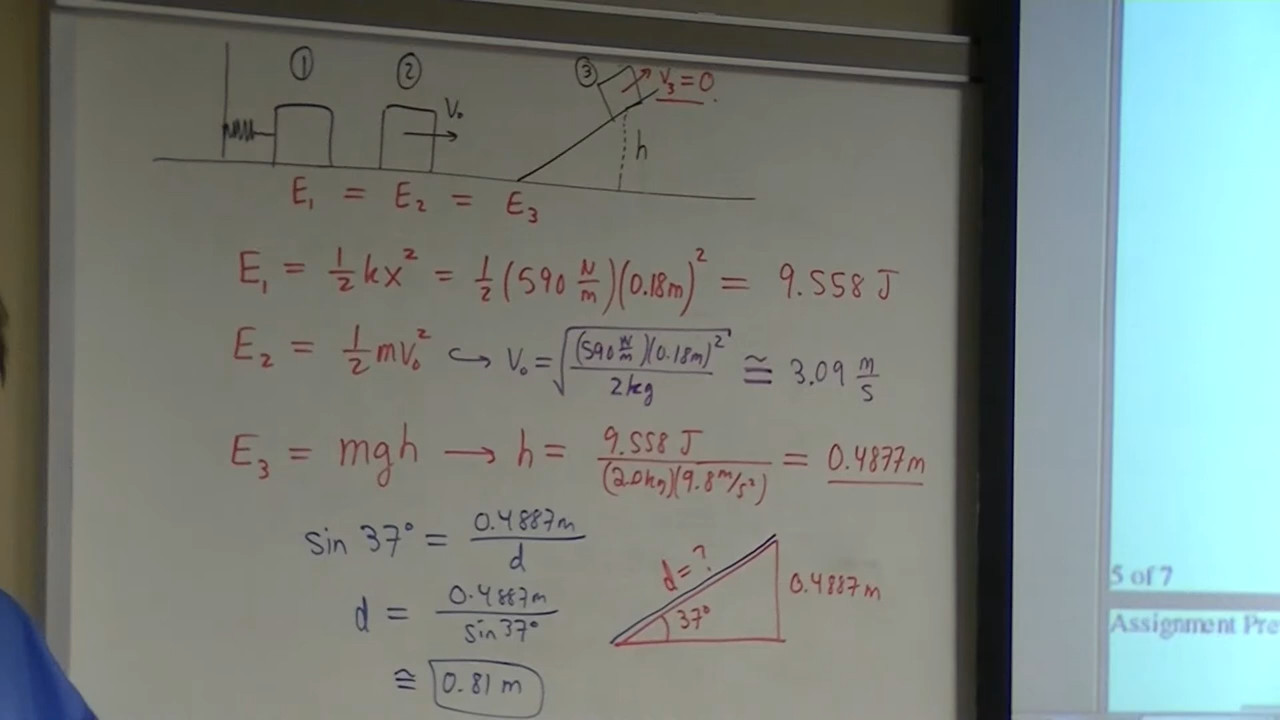 ① ② ③ v₃ = 0
V₀
h
E₁ = E₂ = E₃
E₁ = ½kx² = ½(590 N/m)(0.18m)² = 9.558 J
E₂ = ½mv₀² ↪ V₀ = √((590 N/m)(0.18m)²/2kg) ≅ 3.09 m/s
E₃ = mgh → h = 9.558 J/(2.0kg)(9.8 m/s²) = 0.4877m
sin 37° = 0.4887m/d
d = ?
0.4887m
37°
d = 0.4887m/sin37°
≅ 0.81 m
5 of 7
Assignment Pre